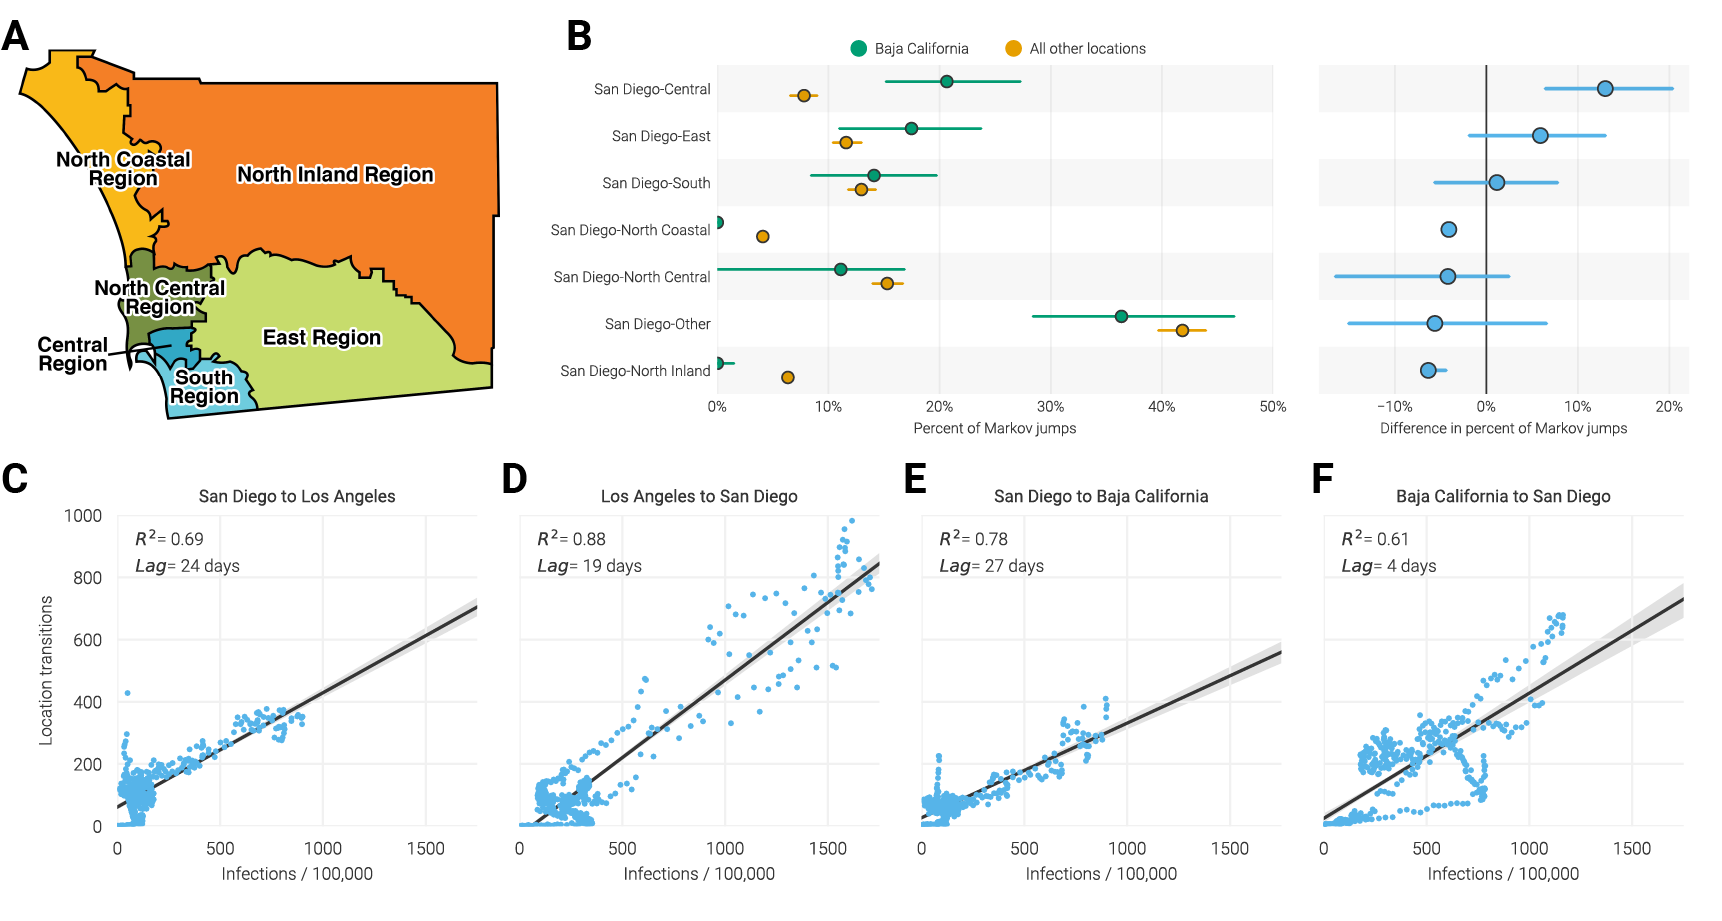 A
North Coastal
Region
North Inland Region
North Central
Region
East Region
Central
Region
South
Region
B
Baja California
All other locations
San Diego-Central
San Diego-East
San Diego-South
San Diego-North Coastal
San Diego-North Central
San Diego-Other
San Diego-North Inland
0% 10% 20% 30% 40% 50%
Percent of Markov jumps
−10% 0% 10% 20%
Difference in percent of Markov jumps
C
San Diego to Los Angeles
R²= 0.69
Lag= 24 days
Location transitions
1000
800
600
400
200
0
0 500 1000 1500
Infections / 100,000
D
Los Angeles to San Diego
R²= 0.88
Lag= 19 days
0 500 1000 1500
Infections / 100,000
E
San Diego to Baja California
R²= 0.78
Lag= 27 days
0 500 1000 1500
Infections / 100,000
F
Baja California to San Diego
R²= 0.61
Lag= 4 days
0 500 1000 1500
Infections / 100,000